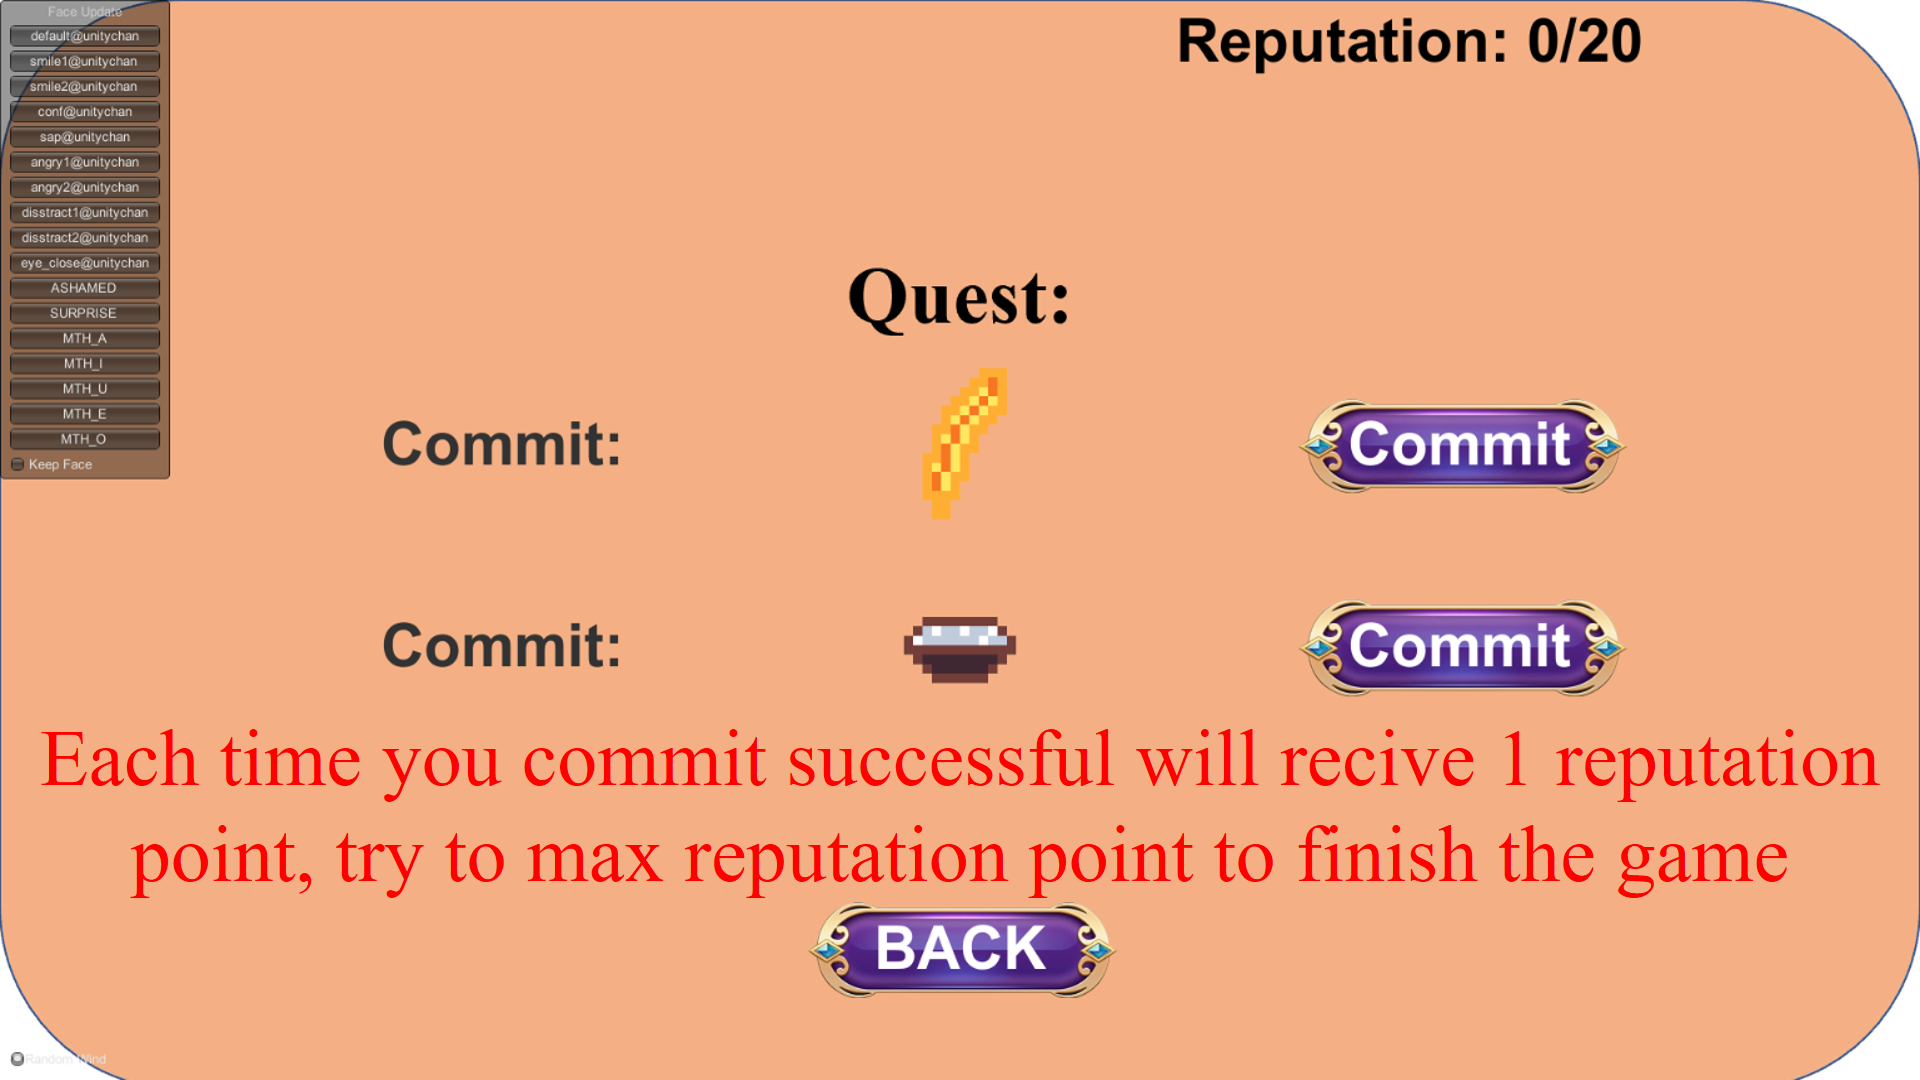 Face Update
default@unitychan
smile1@unitychan
smile2@unitychan
conf@unitychan
sap@unitychan
angry1@unitychan
angry2@unitychan
disstract1@unitychan
disstract2@unitychan
eye_close@unitychan
ASHAMED
SURPRISE
MTH_A
MTH_I
MTH_U
MTH_E
MTH_O
Keep Face
Reputation: 0/20
Quest:
Commit:
Commit
Commit:
Commit
Each time you commit successful will recive 1 reputation
point, try to max reputation point to finish the game
BACK
Random Wind